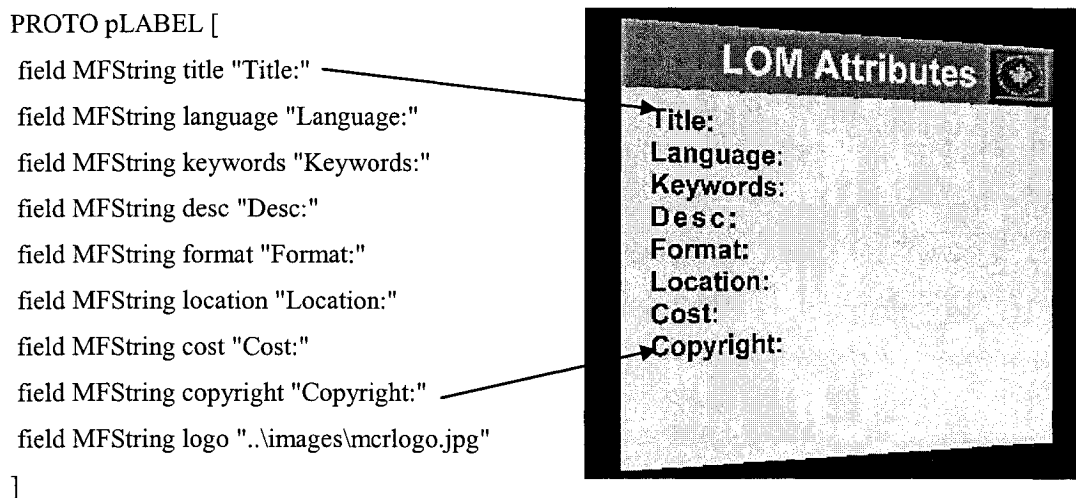 PROTO pLABEL [
field MFString title "Title:"
field MFString language "Language:"
field MFString keywords "Keywords:"
field MFString desc "Desc:"
field MFString format "Format:"
field MFString location "Location:"
field MFString cost "Cost:"
field MFString copyright "Copyright:"
field MFString logo "..\images\mcrlogo.jpg"
]
LOM Attributes
Title:
Language:
Keywords:
Desc:
Format:
Location:
Cost:
Copyright: